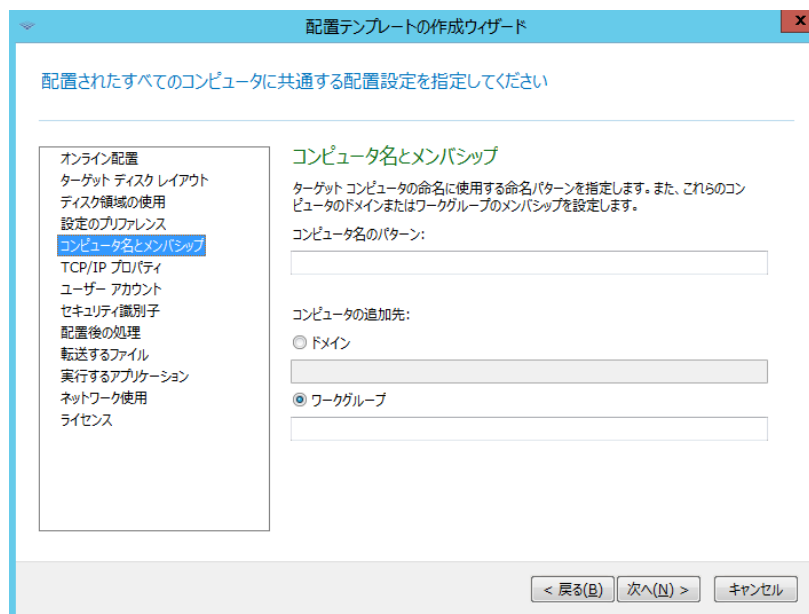 配置テンプレートの作成ウィザード
x
配置されたすべてのコンピュータに共通する配置設定を指定してください
オンライン配置
ターゲット ディスク レイアウト
ディスク領域の使用
設定のプリファレンス
コンピュータ名とメンバシップ
TCP/IP プロパティ
ユーザー アカウント
セキュリティ識別子
配置後の処理
転送するファイル
実行するアプリケーション
ネットワーク使用
ライセンス
コンピュータ名とメンバシップ
ターゲット コンピュータの命名に使用する命名パターンを指定します。また、これらのコン
ピュータのドメインまたはワークグループのメンバシップを設定します。
コンピュータ名のパターン:
コンピュータの追加先:
ドメイン
ワークグループ
< 戻る(B)
次へ(N) >
キャンセル